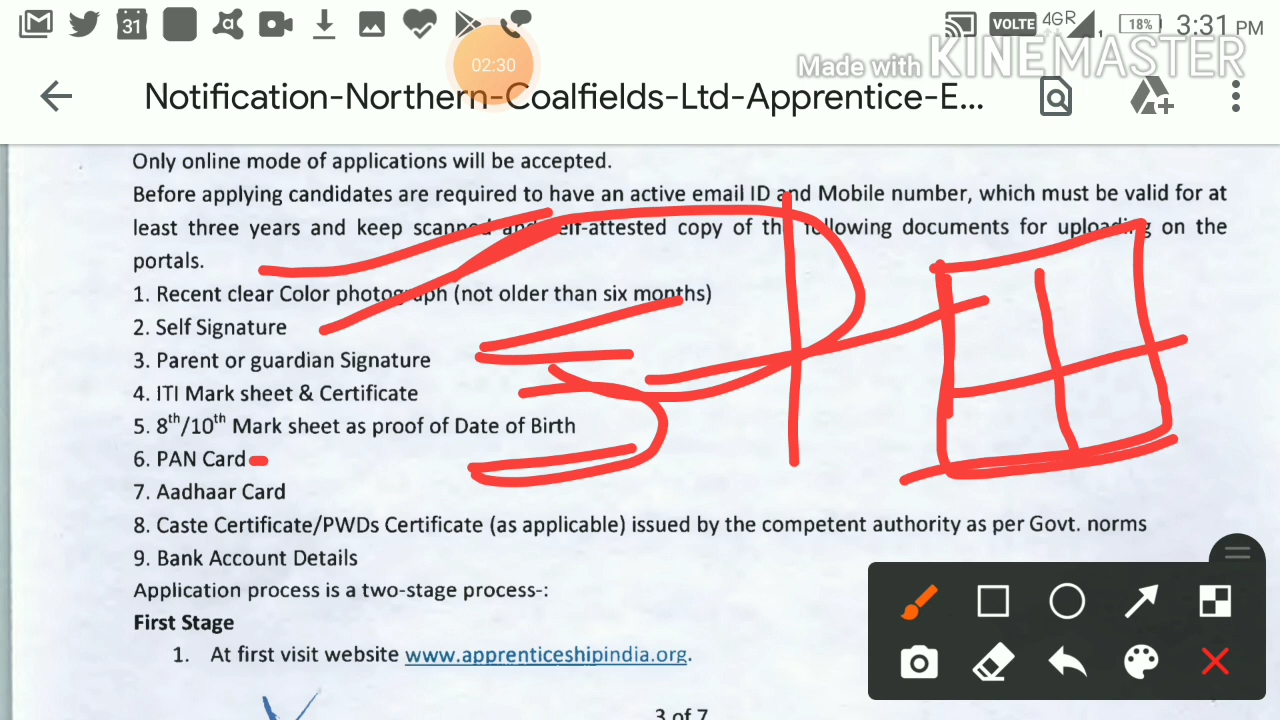 31 VOLTE 4GR 18% 3:31 PM
02:30
Made with KINEMASTER
Notification-Northern-Coalfields-Ltd-Apprentice-E...
Only online mode of applications will be accepted.
Before applying candidates are required to have an active email ID and Mobile number, which must be valid for at
least three years and keep scanned and self-attested copy of the following documents for uploading on the
portals.
1. Recent clear Color photograph (not older than six months)
2. Self Signature
3. Parent or guardian Signature
4. ITI Mark sheet & Certificate
5. 8th/10th Mark sheet as proof of Date of Birth
6. PAN Card
7. Aadhaar Card
8. Caste Certificate/PWDs Certificate (as applicable) issued by the competent authority as per Govt. norms
9. Bank Account Details
Application process is a two-stage process-:
First Stage
1. At first visit website www.apprenticeshipindia.org.
3 of 7